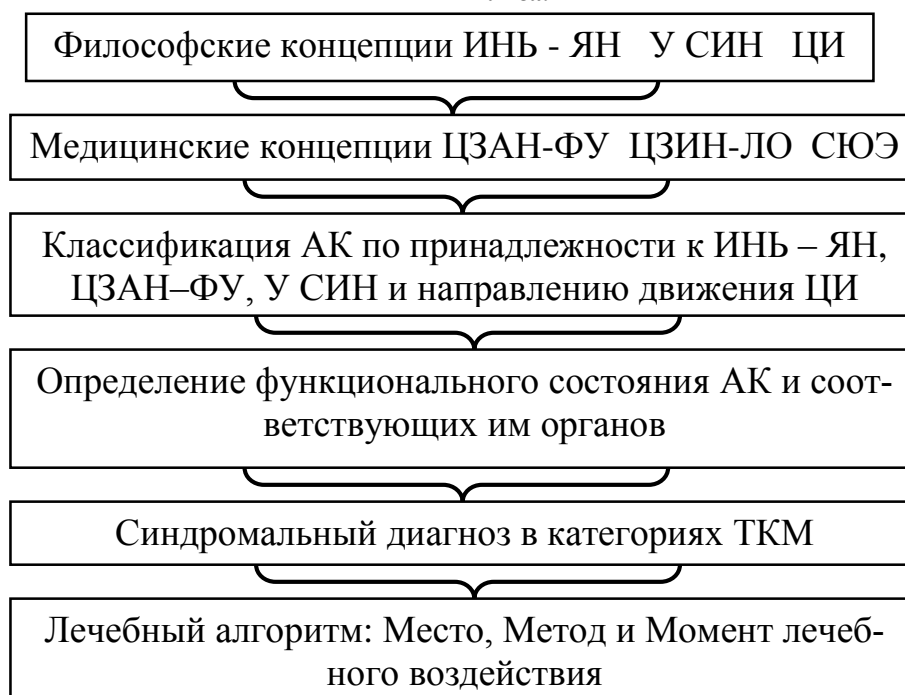 Философские концепции ИНЬ - ЯН У СИН ЦИ
Медицинские концепции ЦЗАН-ФУ ЦЗИН-ЛО СЮЭ
Классификация АК по принадлежности к ИНЬ – ЯН,
ЦЗАН–ФУ, У СИН и направлению движения ЦИ
Определение функционального состояния АК и соот-
ветствующих им органов
Синдромальный диагноз в категориях ТКМ
Лечебный алгоритм: Место, Метод и Момент лечеб-
ного воздействия